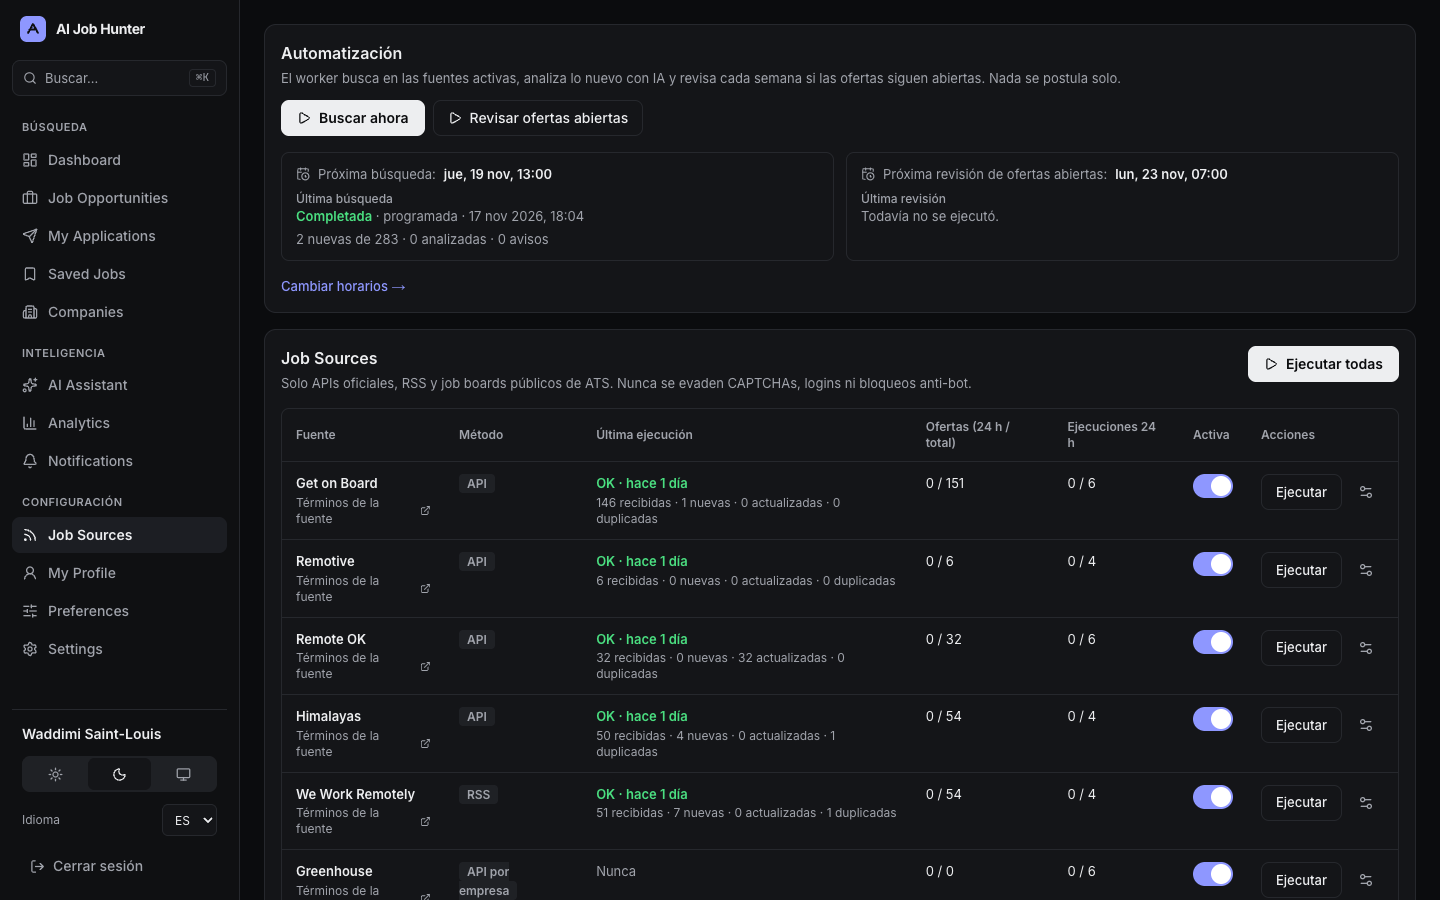 AI Job Hunter
Buscar...
⌘K
BÚSQUEDA
Dashboard
Job Opportunities
My Applications
Saved Jobs
Companies
INTELIGENCIA
AI Assistant
Analytics
Notifications
CONFIGURACIÓN
Job Sources
My Profile
Preferences
Settings
Waddimi Saint-Louis
Idioma
ES
Cerrar sesión
Automatización
El worker busca en las fuentes activas, analiza lo nuevo con IA y revisa cada semana si las ofertas siguen abiertas. Nada se postula solo.
Buscar ahora
Revisar ofertas abiertas
Próxima búsqueda: jue, 19 nov, 13:00
Última búsqueda
Completada · programada · 17 nov 2026, 18:04
2 nuevas de 283 · 0 analizadas · 0 avisos
Próxima revisión de ofertas abiertas: lun, 23 nov, 07:00
Última revisión
Todavía no se ejecutó.
Cambiar horarios →
Job Sources
Solo APIs oficiales, RSS y job boards públicos de ATS. Nunca se evaden CAPTCHAs, logins ni bloqueos anti-bot.
Ejecutar todas
Fuente
Método
Última ejecución
Ofertas (24 h /
total)
Ejecuciones 24
h
Activa
Acciones
Get on Board
Términos de la
fuente
API
OK · hace 1 día
146 recibidas · 1 nuevas · 0 actualizadas · 0
duplicadas
0 / 151
0 / 6
Ejecutar
Remotive
Términos de la
fuente
API
OK · hace 1 día
6 recibidas · 0 nuevas · 0 actualizadas · 0 duplicadas
0 / 6
0 / 4
Ejecutar
Remote OK
Términos de la
fuente
API
OK · hace 1 día
32 recibidas · 0 nuevas · 32 actualizadas · 0
duplicadas
0 / 32
0 / 6
Ejecutar
Himalayas
Términos de la
fuente
API
OK · hace 1 día
50 recibidas · 4 nuevas · 0 actualizadas · 1
duplicadas
0 / 54
0 / 4
Ejecutar
We Work Remotely
Términos de la
fuente
RSS
OK · hace 1 día
51 recibidas · 7 nuevas · 0 actualizadas · 1 duplicadas
0 / 54
0 / 4
Ejecutar
Greenhouse
Términos de la
API por
empresa
Nunca
0 / 0
0 / 6
Ejecutar